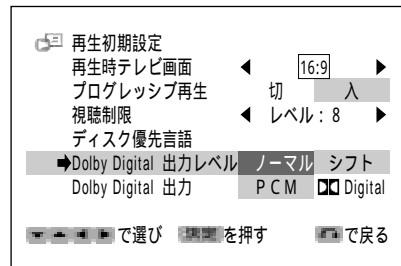 再生初期設定
再生時テレビ画面 ◀ 16:9 ▶
プログレッシブ再生 切 入
視聴制限 ◀ レベル : 8 ▶
ディスク優先言語
➡Dolby Digital 出力レベル ノーマル シフト
Dolby Digital 出力 PCM Digital
で選び 決定 を押す で戻る